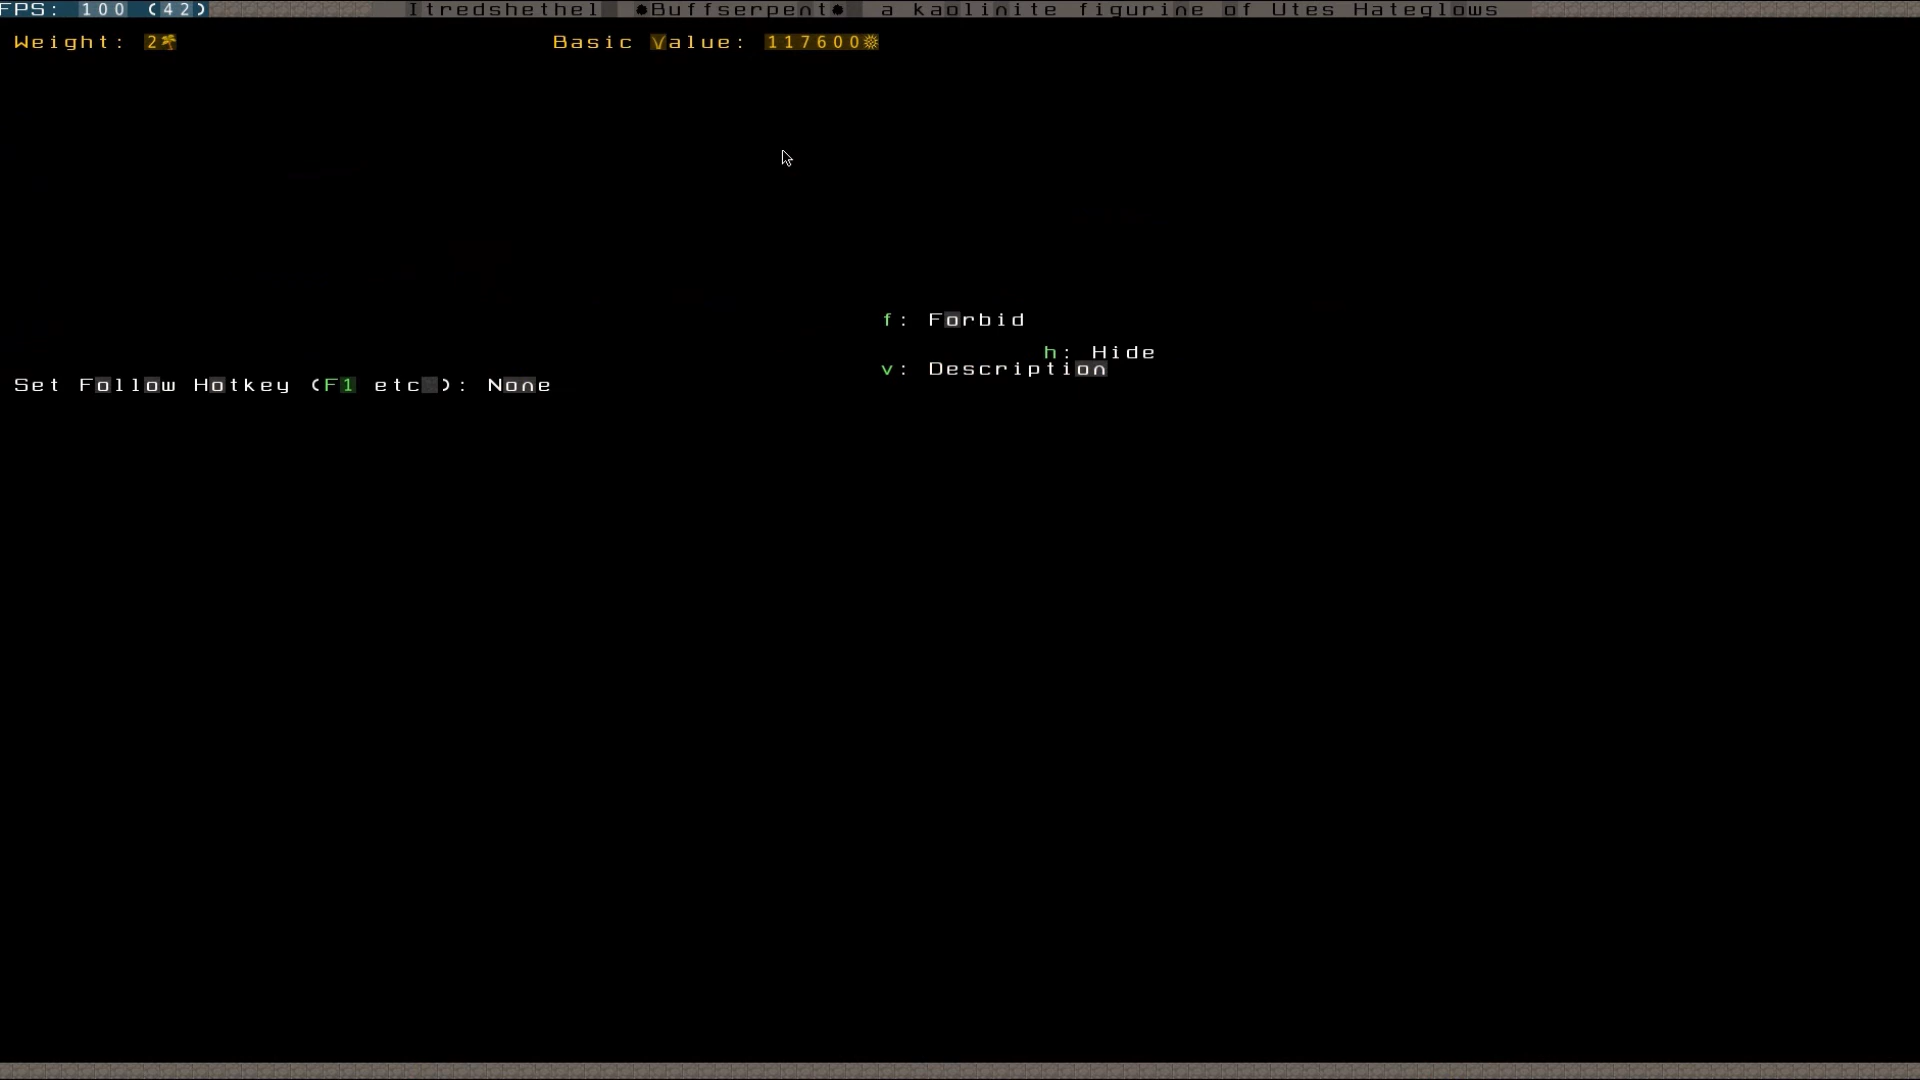 FPS: 100 (42) Itredshethel *Buffserpent* a kaolinite figurine of Utes Hateglows
Weight: 2 Basic Value: 117600☼
f: Forbid
h: Hide
v: Description
Set Follow Hotkey (F1 etc ): None